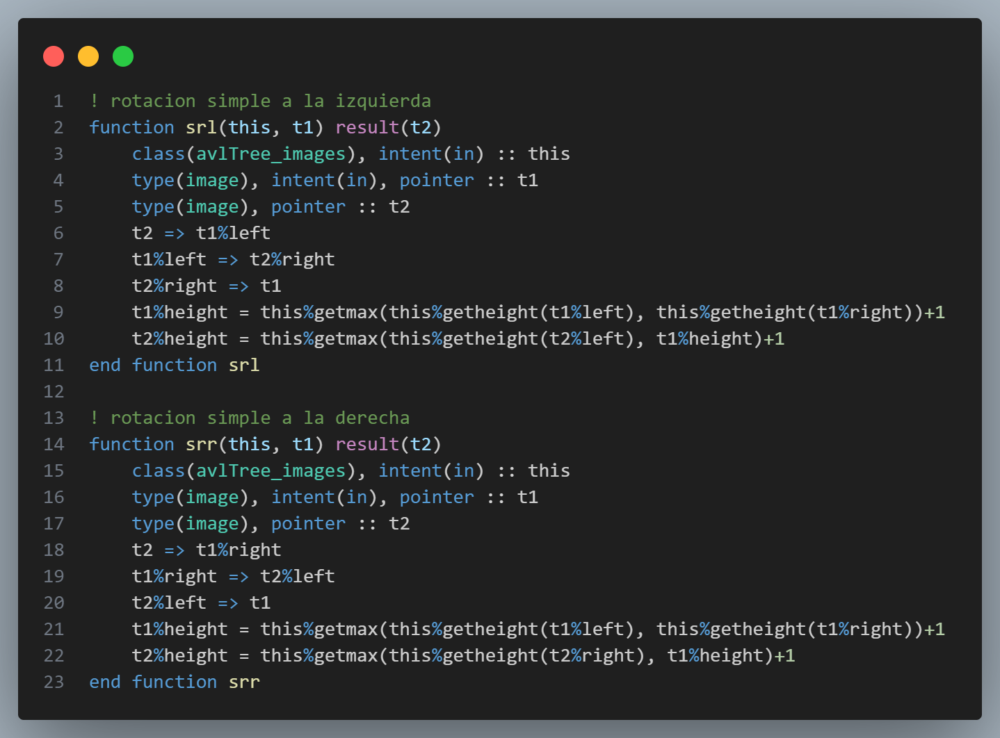 1 ! rotacion simple a la izquierda
2 function srl(this, t1) result(t2)
3     class(avlTree_images), intent(in) :: this
4     type(image), intent(in), pointer :: t1
5     type(image), pointer :: t2
6     t2 => t1%left
7     t1%left => t2%right
8     t2%right => t1
9     t1%height = this%getmax(this%getheight(t1%left), this%getheight(t1%right))+1
10     t2%height = this%getmax(this%getheight(t2%left), t1%height)+1
11 end function srl
12
13 ! rotacion simple a la derecha
14 function srr(this, t1) result(t2)
15     class(avlTree_images), intent(in) :: this
16     type(image), intent(in), pointer :: t1
17     type(image), pointer :: t2
18     t2 => t1%right
19     t1%right => t2%left
20     t2%left => t1
21     t1%height = this%getmax(this%getheight(t1%left), this%getheight(t1%right))+1
22     t2%height = this%getmax(this%getheight(t2%right), t1%height)+1
23 end function srr